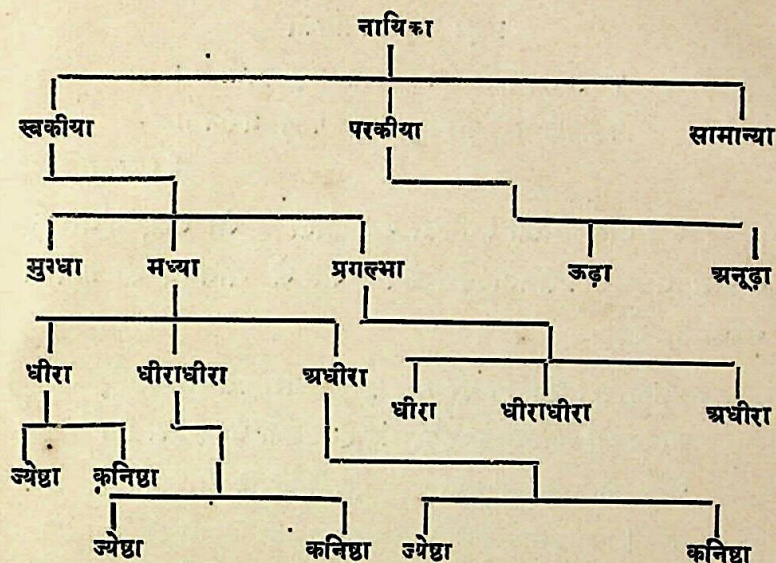 नायिका
स्वकीया परकीया सामान्या
मुग्धा मध्या प्रगल्भा ऊढ़ा अनूढ़ा
धीरा धीराधीरा अधीरा
धीरा धीराधीरा अधीरा
ज्येष्ठा कनिष्ठा
ज्येष्ठा कनिष्ठा ज्येष्ठा कनिष्ठा